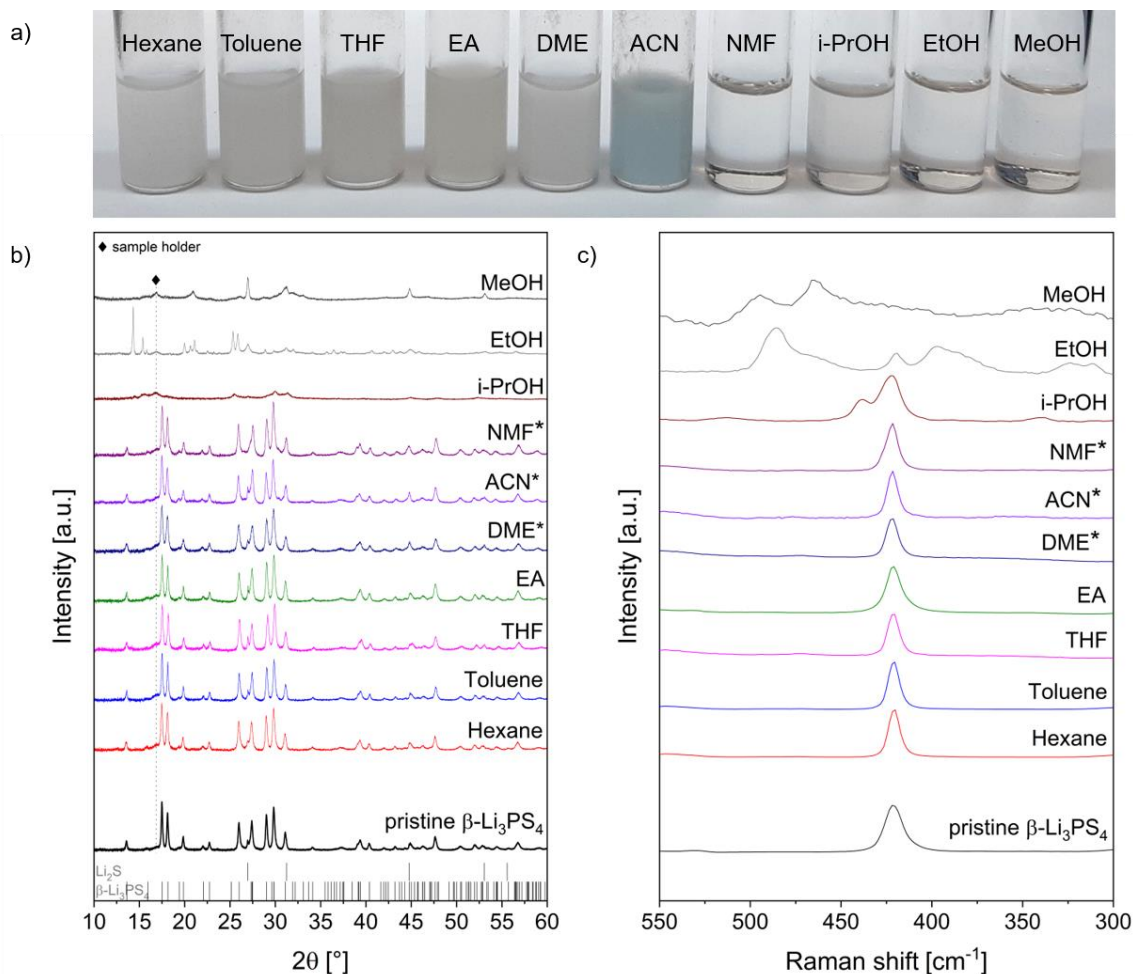 a)
Hexane Toluene THF EA DME ACN NMF i-PrOH EtOH MeOH
b)
♦ sample holder
MeOH
EtOH
i-PrOH
NMF*
ACN*
DME*
EA
THF
Toluene
Hexane
pristine β-Li₃PS₄
Li₂S
β-Li₃PS₄
Intensity [a.u.]
10 15 20 25 30 35 40 45 50 55 60
2θ [°]
c)
MeOH
EtOH
i-PrOH
NMF*
ACN*
DME*
EA
THF
Toluene
Hexane
pristine β-Li₃PS₄
Intensity [a.u.]
550 500 450 400 350 300
Raman shift [cm⁻¹]